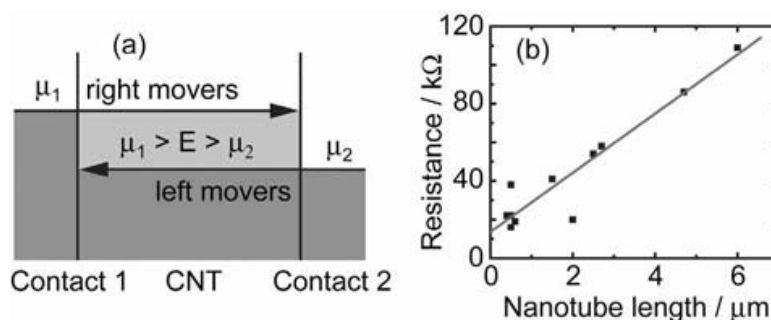 (a)
μ1
right movers
μ1 > E > μ2
μ2
left movers
Contact 1 CNT Contact 2
(b)
Resistance / kΩ
120
80
40
0
0 2 4 6
Nanotube length / μm